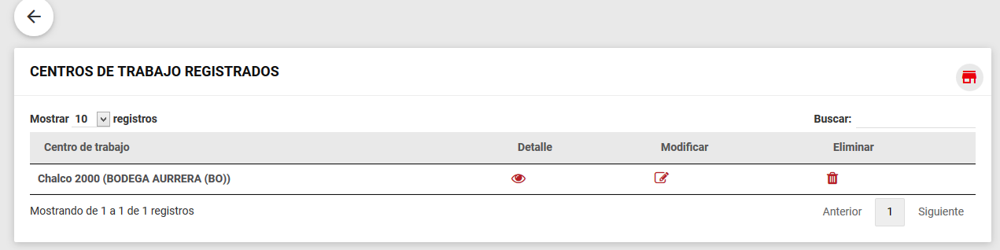 CENTROS DE TRABAJO REGISTRADOS
Mostrar 10 registros
Buscar:
Centro de trabajo Detalle Modificar Eliminar
Chalco 2000 (BODEGA AURRERA (BO))
Mostrando de 1 a 1 de 1 registros
Anterior 1 Siguiente